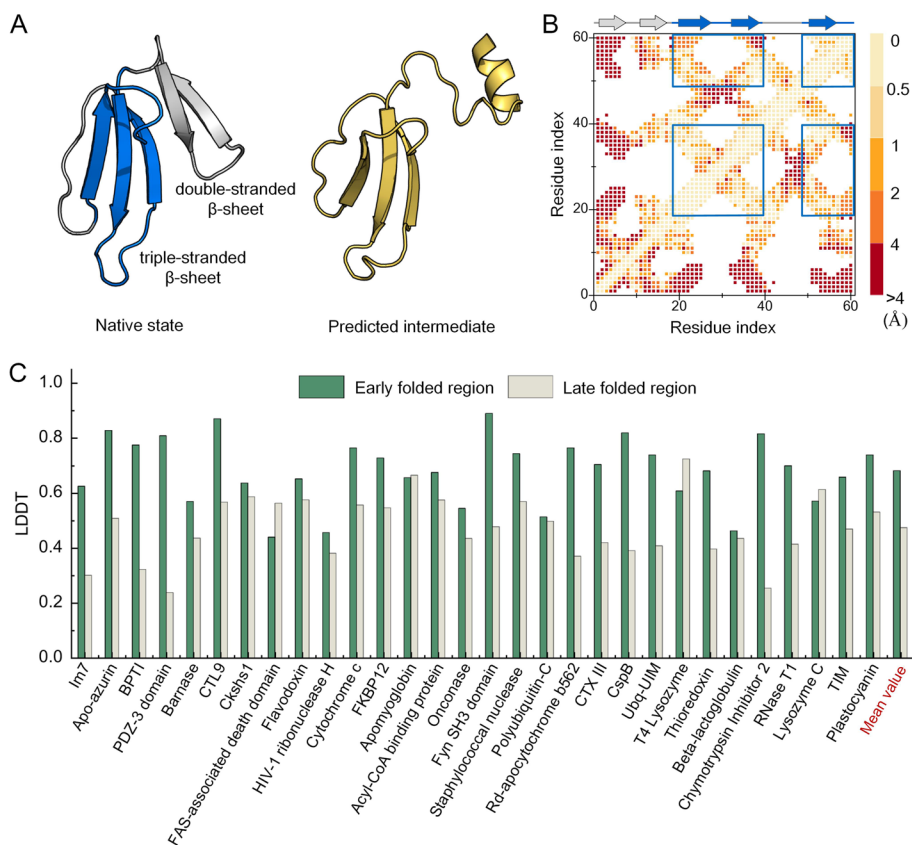 A
double-stranded
β-sheet
triple-stranded
β-sheet
Native state
Predicted intermediate
B
60
40
20
0
0
20
40
60
Residue index
Residue index
0
0.5
1
2
4
>4
(Å)
C
Early folded region
Late folded region
1.0
0.8
0.6
0.4
0.2
0.0
LDDT
Im7
Apo-azurin
BPTI
PDZ-3 domain
Barnase
CTL9
Ckshs1
FAS-associated death domain
Flavodoxin
HIV-1 ribonuclease H
Cytochrome c
FKBP12
Apomyoglobin
Acyl-CoA binding protein
Onconase
Fyn SH3 domain
Staphylococcal nuclease
Polyubiquitin-C
Rd-apocytochrome b562
CTX III
CspB
Ubq-UIM
T4 Lysozyme
Thioredoxin
Beta-lactoglobulin
Chymotrypsin Inhibitor 2
RNase T1
Lysozyme C
TIM
Plastocyanin
Mean value